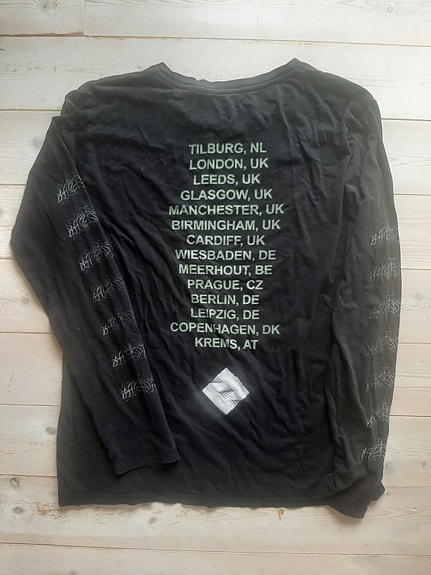 TILBURG, NL
LONDON, UK
LEEDS, UK
GLASGOW, UK
MANCHESTER, UK
BIRMINGHAM, UK
CARDIFF, UK
WIESBADEN, DE
MEERHOUT, BE
PRAGUE, CZ
BERLIN, DE
LEIPZIG, DE
COPENHAGEN, DK
KREMS, AT